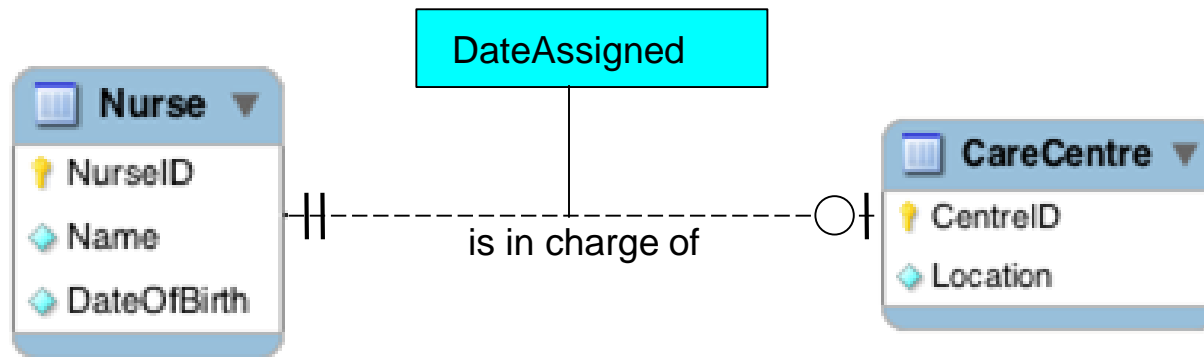 DateAssigned
Nurse
NurseID
Name
DateOfBirth
is in charge of
CareCentre
CentreID
Location